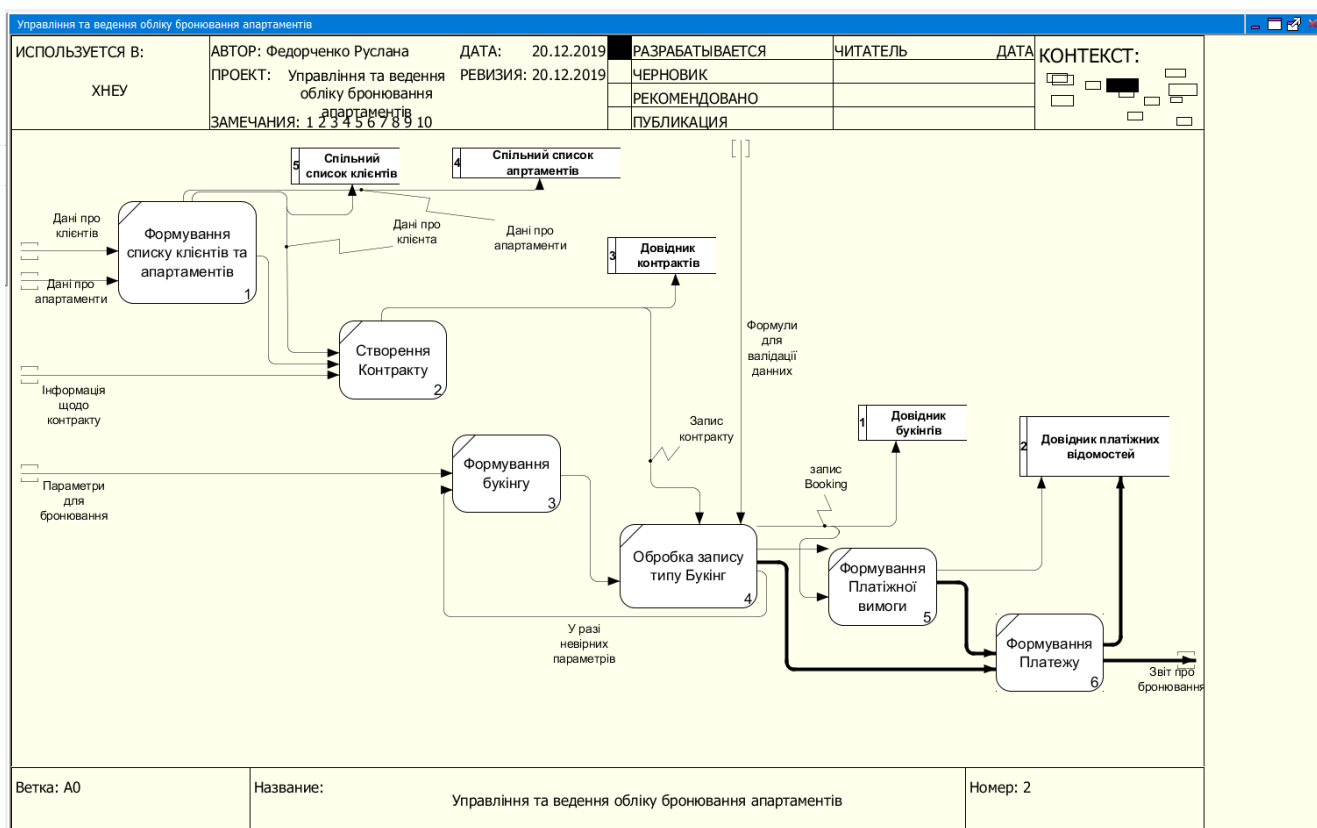 Управління та ведення обліку бронювання апартаментів
ИСПОЛЬЗУЕТСЯ В:
ХНЕУ
АВТОР: Федорченко Руслана
ДАТА: 20.12.2019
ПРОЕКТ: Управління та ведення
обліку бронювання
апартаментів
РЕВИЗИЯ: 20.12.2019
ЗАМЕЧАНИЯ: 1 2 3 4 5 6 7 8 9 10
РАЗРАБАТЫВАЕТСЯ
ЧЕРНОВИК
РЕКОМЕНДОВАНО
ПУБЛИКАЦИЯ
ЧИТАТЕЛЬ
ДАТА
КОНТЕКСТ:
5
Спільний
список клієнтів
4
Спільний список
апртаментів
Дані про
клієнтів
Дані про
апартаменти
Формування
списку клієнтів та
апартаментів
1
Дані про
клієнта
Дані про
апартаменти
3
Довідник
контрактів
Створення
Контракту
2
Інформація
щодо
контракту
Формули
для
валідації
данних
Запис
контракту
1
Довідник
букінгів
2
Довідник платіжних
відомостей
Параметри
для
бронювання
Формування
букінгу
3
запис
Booking
Обробка запису
типу Букінг
4
Формування
Платіжної
вимоги
5
У разі
невірних
параметрів
Формування
Платежу
6
Звіт про
бронювання
Ветка: A0
Название:
Управління та ведення обліку бронювання апартаментів
Номер: 2